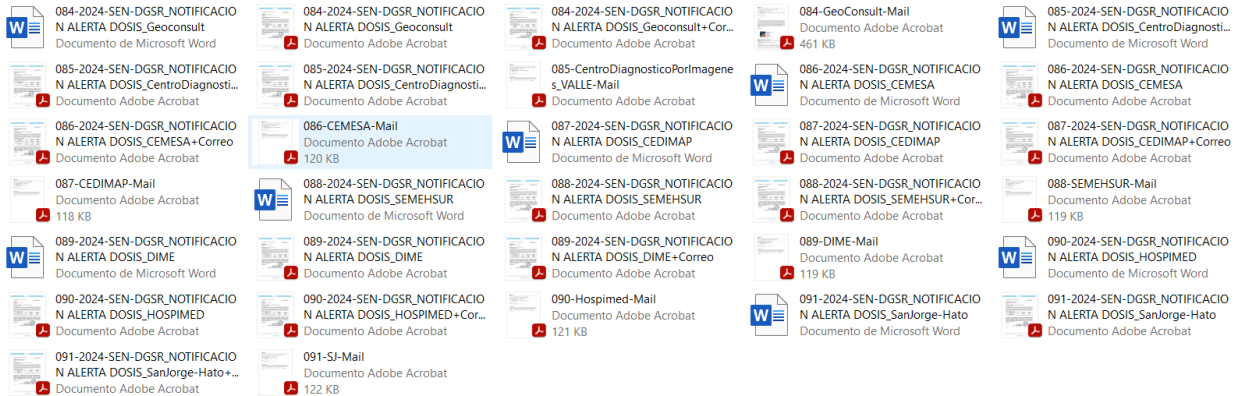 084-2024-SEN-DGSR_NOTIFICACIO
N ALERTA DOSIS_Geoconsult
Documento de Microsoft Word
084-2024-SEN-DGSR_NOTIFICACIO
N ALERTA DOSIS_Geoconsult
Documento Adobe Acrobat
084-2024-SEN-DGSR_NOTIFICACIO
N ALERTA DOSIS_Geoconsult+Cor...
Documento Adobe Acrobat
084-GeoConsult-Mail
Documento Adobe Acrobat
461 KB
085-2024-SEN-DGSR_NOTIFICACIO
N ALERTA DOSIS_CentroDiagnosti...
Documento de Microsoft Word
085-2024-SEN-DGSR_NOTIFICACIO
N ALERTA DOSIS_CentroDiagnosti...
Documento Adobe Acrobat
085-2024-SEN-DGSR_NOTIFICACIO
N ALERTA DOSIS_CentroDiagnosti...
Documento Adobe Acrobat
085-CentroDiagnosticoPorImagene
s_VALLE-Mail
Documento Adobe Acrobat
086-2024-SEN-DGSR_NOTIFICACIO
N ALERTA DOSIS_CEMESA
Documento de Microsoft Word
086-2024-SEN-DGSR_NOTIFICACIO
N ALERTA DOSIS_CEMESA
Documento Adobe Acrobat
086-2024-SEN-DGSR_NOTIFICACIO
N ALERTA DOSIS_CEMESA+Correo
Documento Adobe Acrobat
086-CEMESA-Mail
Documento Adobe Acrobat
120 KB
087-2024-SEN-DGSR_NOTIFICACIO
N ALERTA DOSIS_CEDIMAP
Documento de Microsoft Word
087-2024-SEN-DGSR_NOTIFICACIO
N ALERTA DOSIS_CEDIMAP
Documento Adobe Acrobat
087-2024-SEN-DGSR_NOTIFICACIO
N ALERTA DOSIS_CEDIMAP+Correo
Documento Adobe Acrobat
087-CEDIMAP-Mail
Documento Adobe Acrobat
118 KB
088-2024-SEN-DGSR_NOTIFICACIO
N ALERTA DOSIS_SEMEHSUR
Documento de Microsoft Word
088-2024-SEN-DGSR_NOTIFICACIO
N ALERTA DOSIS_SEMEHSUR
Documento Adobe Acrobat
088-2024-SEN-DGSR_NOTIFICACIO
N ALERTA DOSIS_SEMEHSUR+Cor...
Documento Adobe Acrobat
088-SEMEHSUR-Mail
Documento Adobe Acrobat
119 KB
089-2024-SEN-DGSR_NOTIFICACIO
N ALERTA DOSIS_DIME
Documento de Microsoft Word
089-2024-SEN-DGSR_NOTIFICACIO
N ALERTA DOSIS_DIME
Documento Adobe Acrobat
089-2024-SEN-DGSR_NOTIFICACIO
N ALERTA DOSIS_DIME+Correo
Documento Adobe Acrobat
089-DIME-Mail
Documento Adobe Acrobat
119 KB
090-2024-SEN-DGSR_NOTIFICACIO
N ALERTA DOSIS_HOSPIMED
Documento de Microsoft Word
090-2024-SEN-DGSR_NOTIFICACIO
N ALERTA DOSIS_HOSPIMED
Documento Adobe Acrobat
090-2024-SEN-DGSR_NOTIFICACIO
N ALERTA DOSIS_HOSPIMED+Cor...
Documento Adobe Acrobat
090-Hospimed-Mail
Documento Adobe Acrobat
121 KB
091-2024-SEN-DGSR_NOTIFICACIO
N ALERTA DOSIS_SanJorge-Hato
Documento de Microsoft Word
091-2024-SEN-DGSR_NOTIFICACIO
N ALERTA DOSIS_SanJorge-Hato
Documento Adobe Acrobat
091-2024-SEN-DGSR_NOTIFICACIO
N ALERTA DOSIS_SanJorge-Hato+...
Documento Adobe Acrobat
091-SJ-Mail
Documento Adobe Acrobat
122 KB